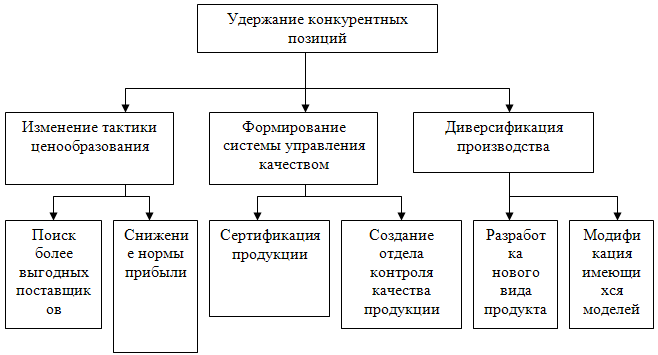 Удержание конкурентных
позиций
Изменение тактики
ценообразования
Формирование
системы управления
качеством
Диверсификация
производства
Поиск
более
выгодных
поставщик
ов
Снижени
е нормы
прибыли
Сертификация
продукции
Создание
отдела
контроля
качества
продукции
Разработ
ка
нового
вида
продукта
Модифи
кация
имеющи
хся
моделей